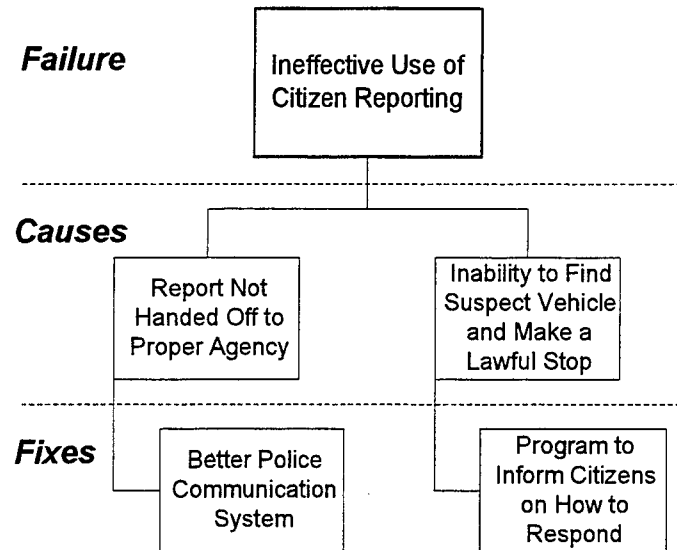 Failure
Ineffective Use of
Citizen Reporting
Causes
Report Not
Handed Off to
Proper Agency
Inability to Find
Suspect Vehicle
and Make a
Lawful Stop
Fixes
Better Police
Communication
System
Program to
Inform Citizens
on How to
Respond